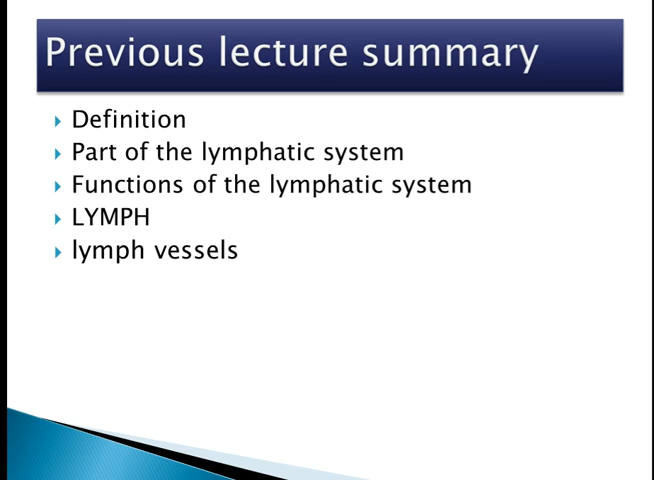 Previous lecture summary
Definition
Part of the lymphatic system
Functions of the lymphatic system
LYMPH
lymph vessels